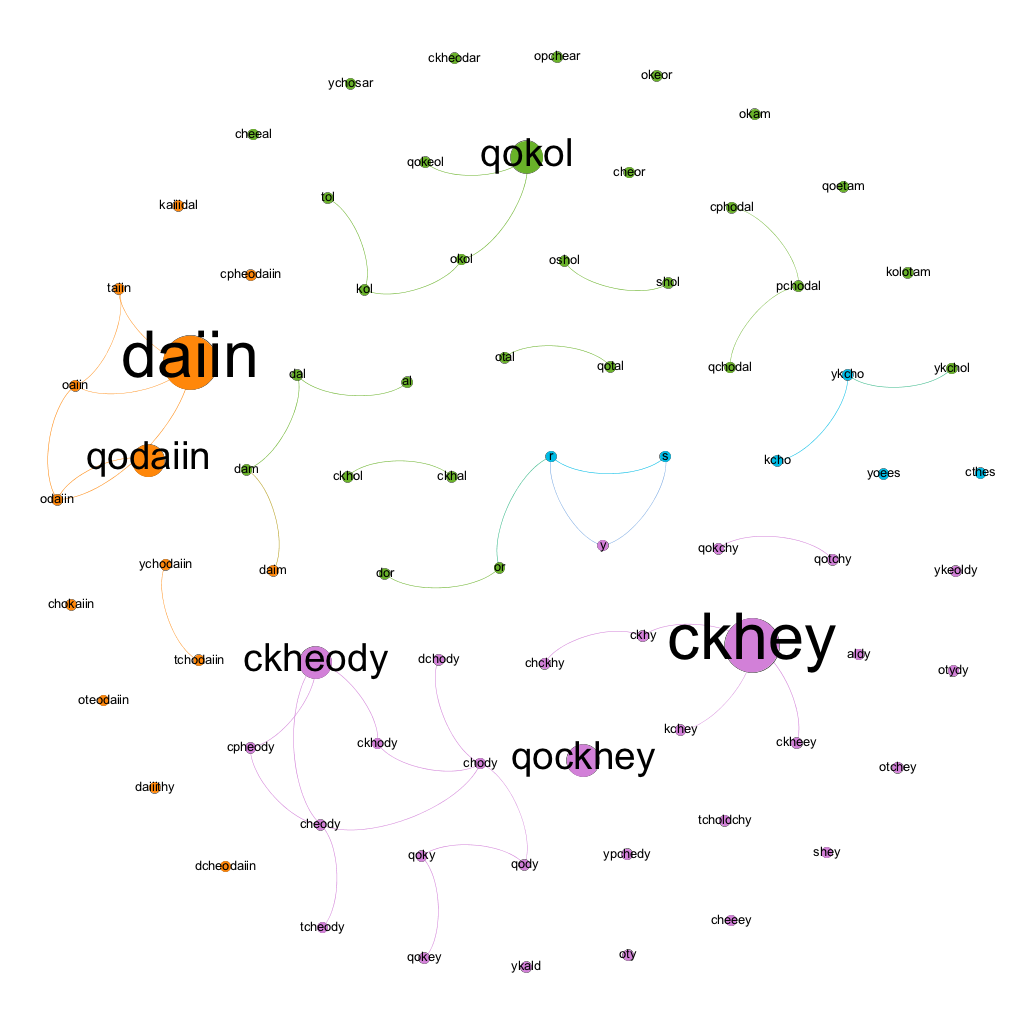 ckheodar
opchear
okeor
ychosar
okam
cheeal
qokeol
qokol
cheor
qoetam
tol
kaiiidal
cphodal
okol
oshol
cpheodaiin
shol
kolotam
taiin
kol
pchodal
daiin
otal
qotal
qchodal
ykcho
ykchol
oaiin
dal
al
qodaiin
r
s
kcho
dam
ckhol
ckhal
yoees
cthes
odaiin
y
qokchy
qotchy
ychodaiin
daim
dor
or
ykeoldy
chokaiin
ckhy
ckhey
aldy
tchodaiin
ckheody
dchody
chckhy
otydy
oteodaiin
kchey
cpheody
ckhody
ckheey
chody
qockhey
otchey
daiiithy
cheody
tcholdchy
qoky
qody
ypchedy
shey
dcheodaiin
tcheody
cheeey
qokey
ykald
oty